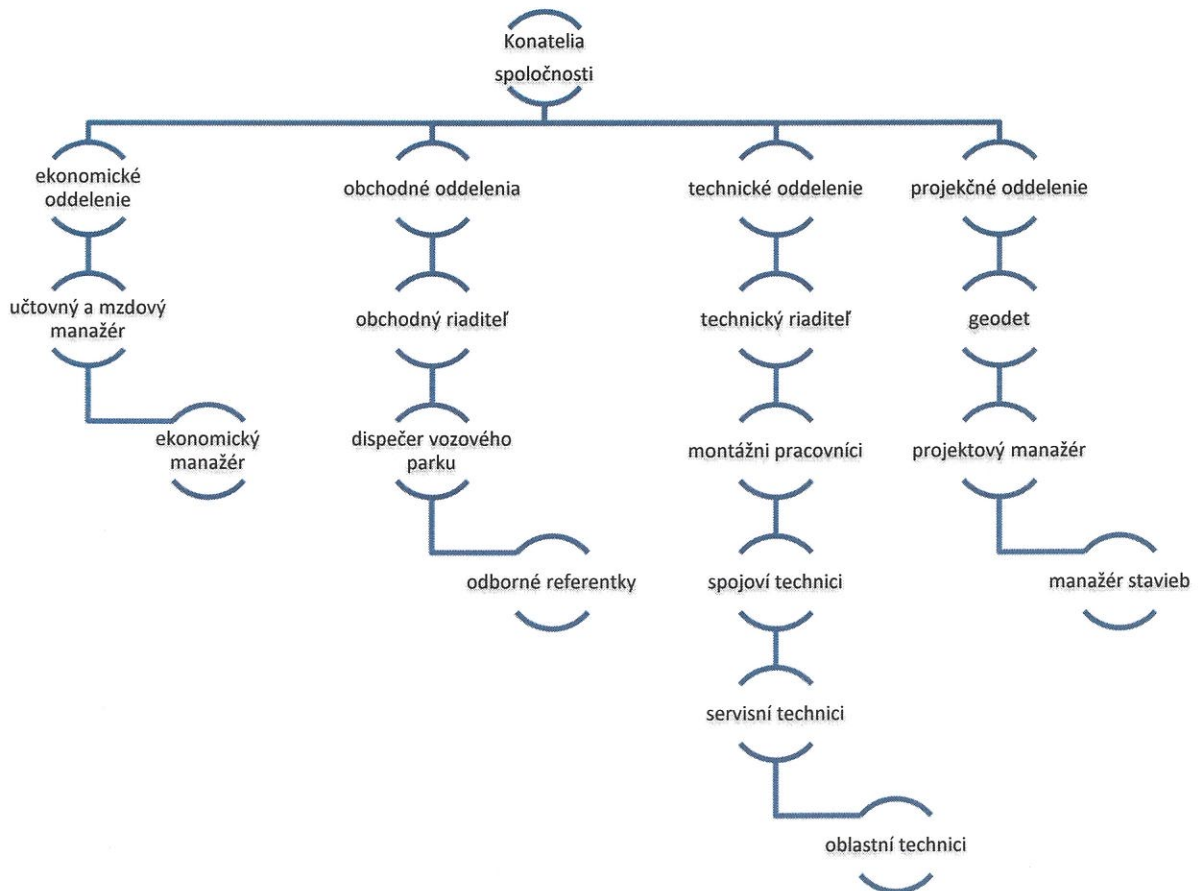 Konatelia
spoločnosti
ekonomické
oddelenie
obchodné oddelenia
technické oddelenie
projekčné oddelenie
učtovný a mzdový
manažér
obchodný riaditeľ
technický riaditeľ
geodet
ekonomický
manažér
dispečer vozového
parku
montážni pracovníci
projektový manažér
odborné referentky
spojoví technici
manažér stavieb
servisní technici
oblastní technici